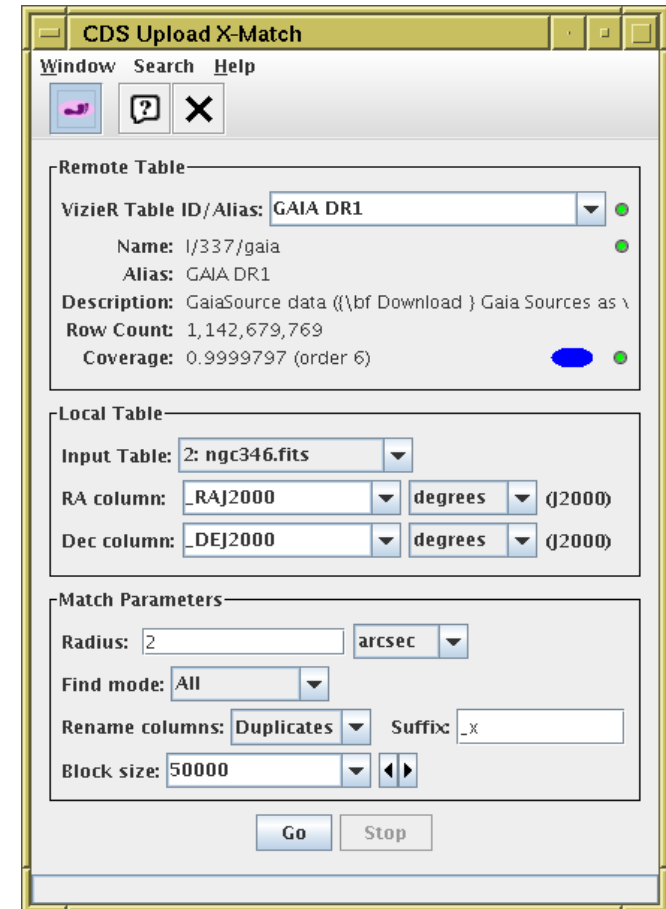 CDS Upload X-Match
Window Search Help
Remote Table
VizieR Table ID/Alias: GAIA DR1
Name: I/337/gaia
Alias: GAIA DR1
Description: GaiaSource data ({\bf Download } Gaia Sources as
Row Count: 1,142,679,769
Coverage: 0.9999797 (order 6)
Local Table
Input Table: 2: ngc346.fits
RA column: _RAJ2000 degrees (J2000)
Dec column: _DEJ2000 degrees (J2000)
Match Parameters
Radius: 2 arcsec
Find mode: All
Rename columns: Duplicates Suffix: _x
Block size: 50000
Go Stop